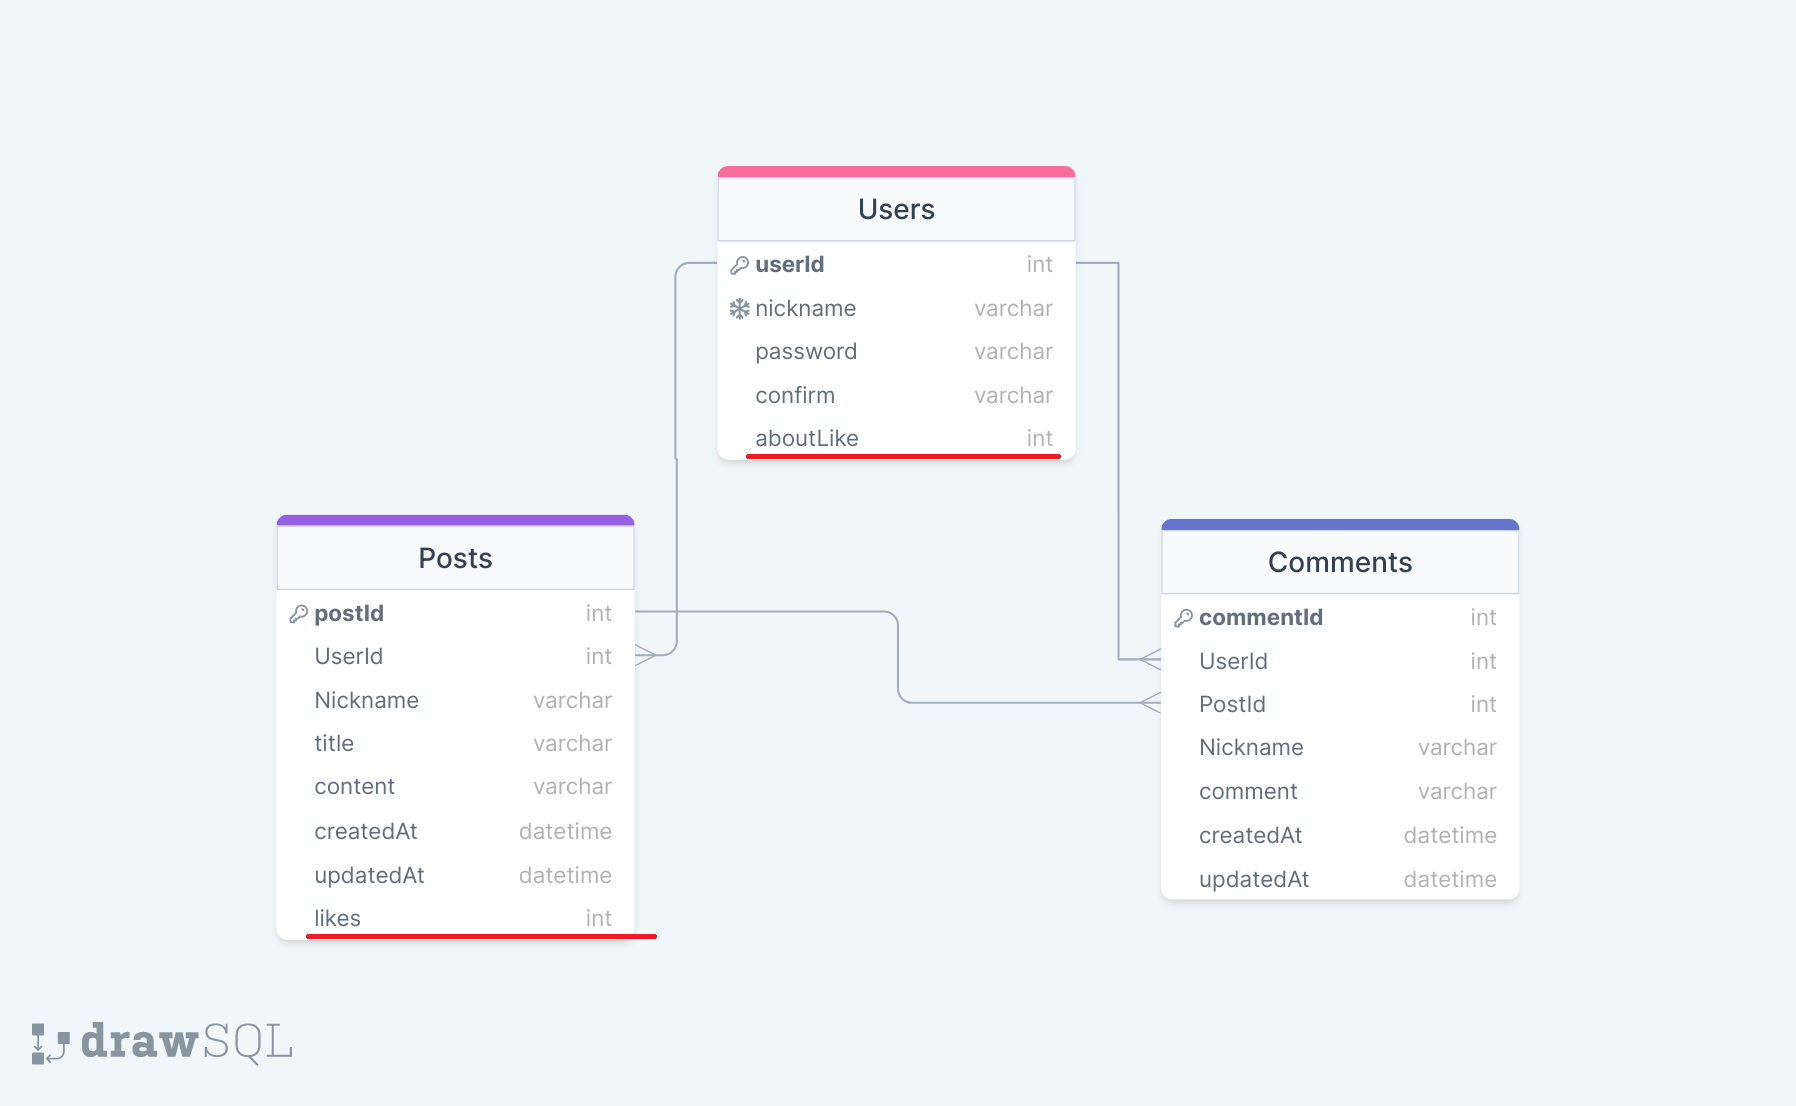 Users
userId int
nickname varchar
password varchar
confirm varchar
aboutLike int
Posts
postId int
UserId int
Nickname varchar
title varchar
content varchar
createdAt datetime
updatedAt datetime
likes int
Comments
commentId int
UserId int
PostId int
Nickname varchar
comment varchar
createdAt datetime
updatedAt datetime
drawSQL